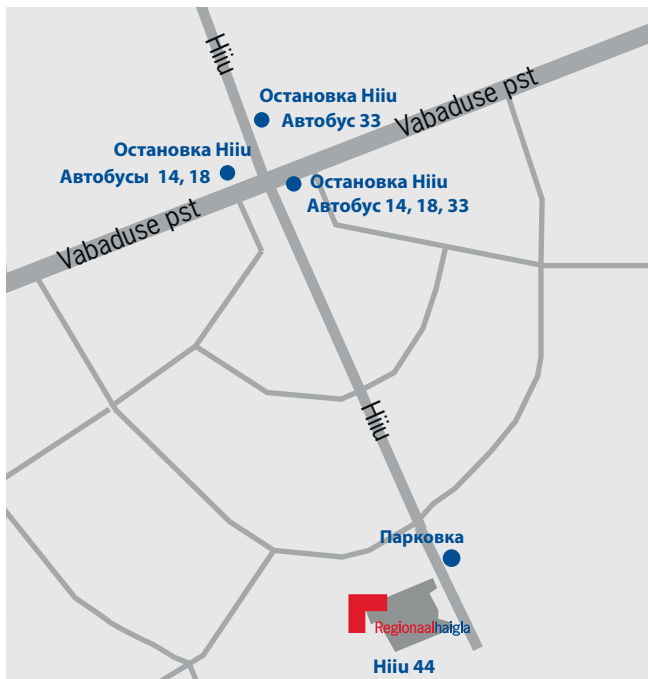 Hiiu
Остановка Hiiu
Автобус 33
Vabaduse pst
Остановка Hiiu
Автобусы 14, 18
Остановка Hiiu
Автобус 14, 18, 33
Vabaduse pst
Hiiu
Парковка
Regionaalhaigla
Hiiu 44